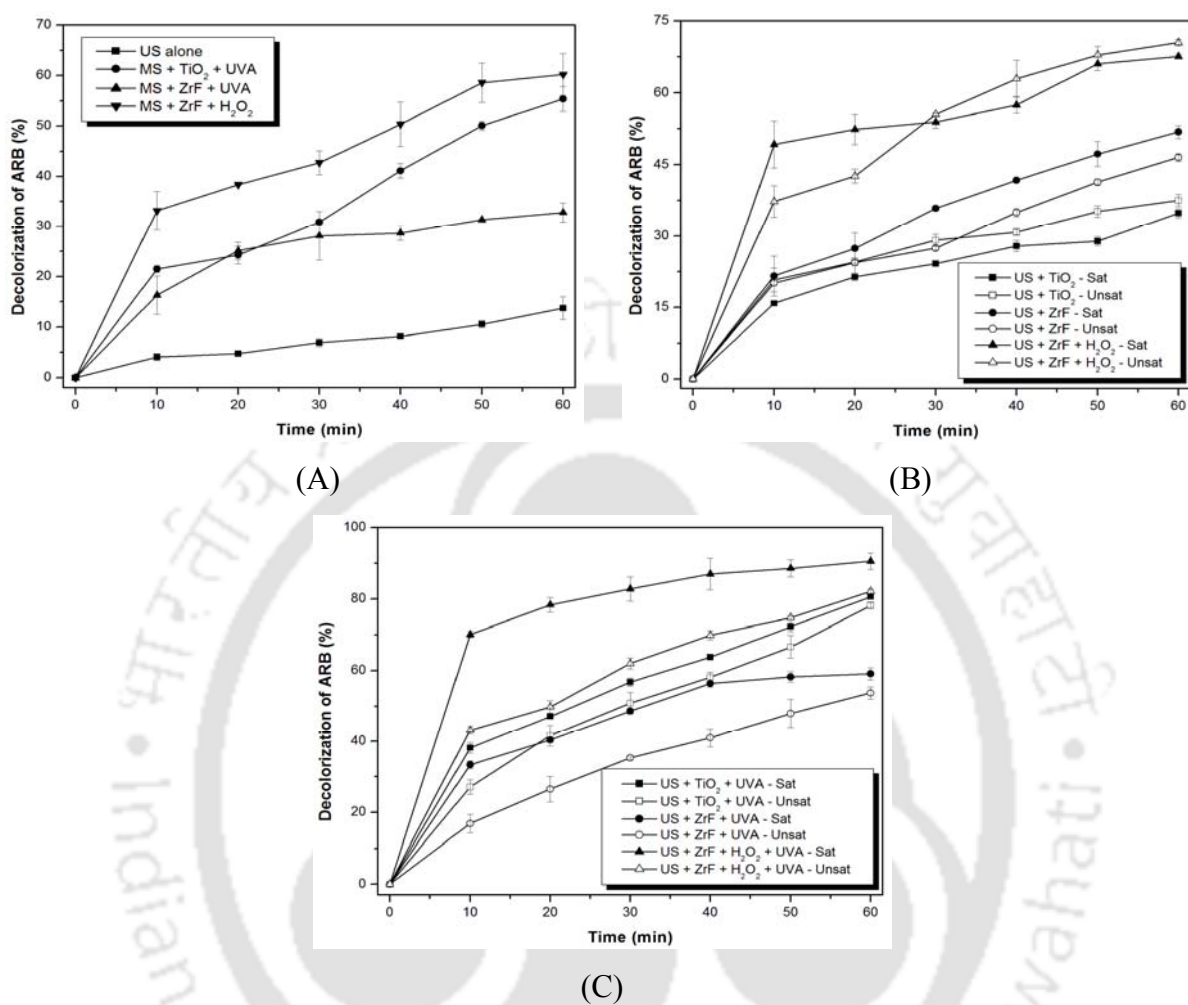 70
60
50
40
30
20
10
0
Decolorization of ARB (%)
US alone
MS + TiO₂ + UVA
MS + ZrF + UVA
MS + ZrF + H₂O₂
0 10 20 30 40 50 60
Time (min)
(A)
75
60
45
30
15
0
Decolorization of ARB (%)
US + TiO₂ - Sat
US + TiO₂ - Unsat
US + ZrF - Sat
US + ZrF - Unsat
US + ZrF + H₂O₂ - Sat
US + ZrF + H₂O₂ - Unsat
0 10 20 30 40 50 60
Time (min)
(B)
100
80
60
40
20
0
Decolorization of ARB (%)
US + TiO₂ + UVA - Sat
US + TiO₂ + UVA - Unsat
US + ZrF + UVA - Sat
US + ZrF + UVA - Unsat
US + ZrF + H₂O₂ + UVA - Sat
US + ZrF + H₂O₂ + UVA - Unsat
0 10 20 30 40 50 60
Time (min)
(C)
Indian
wahati